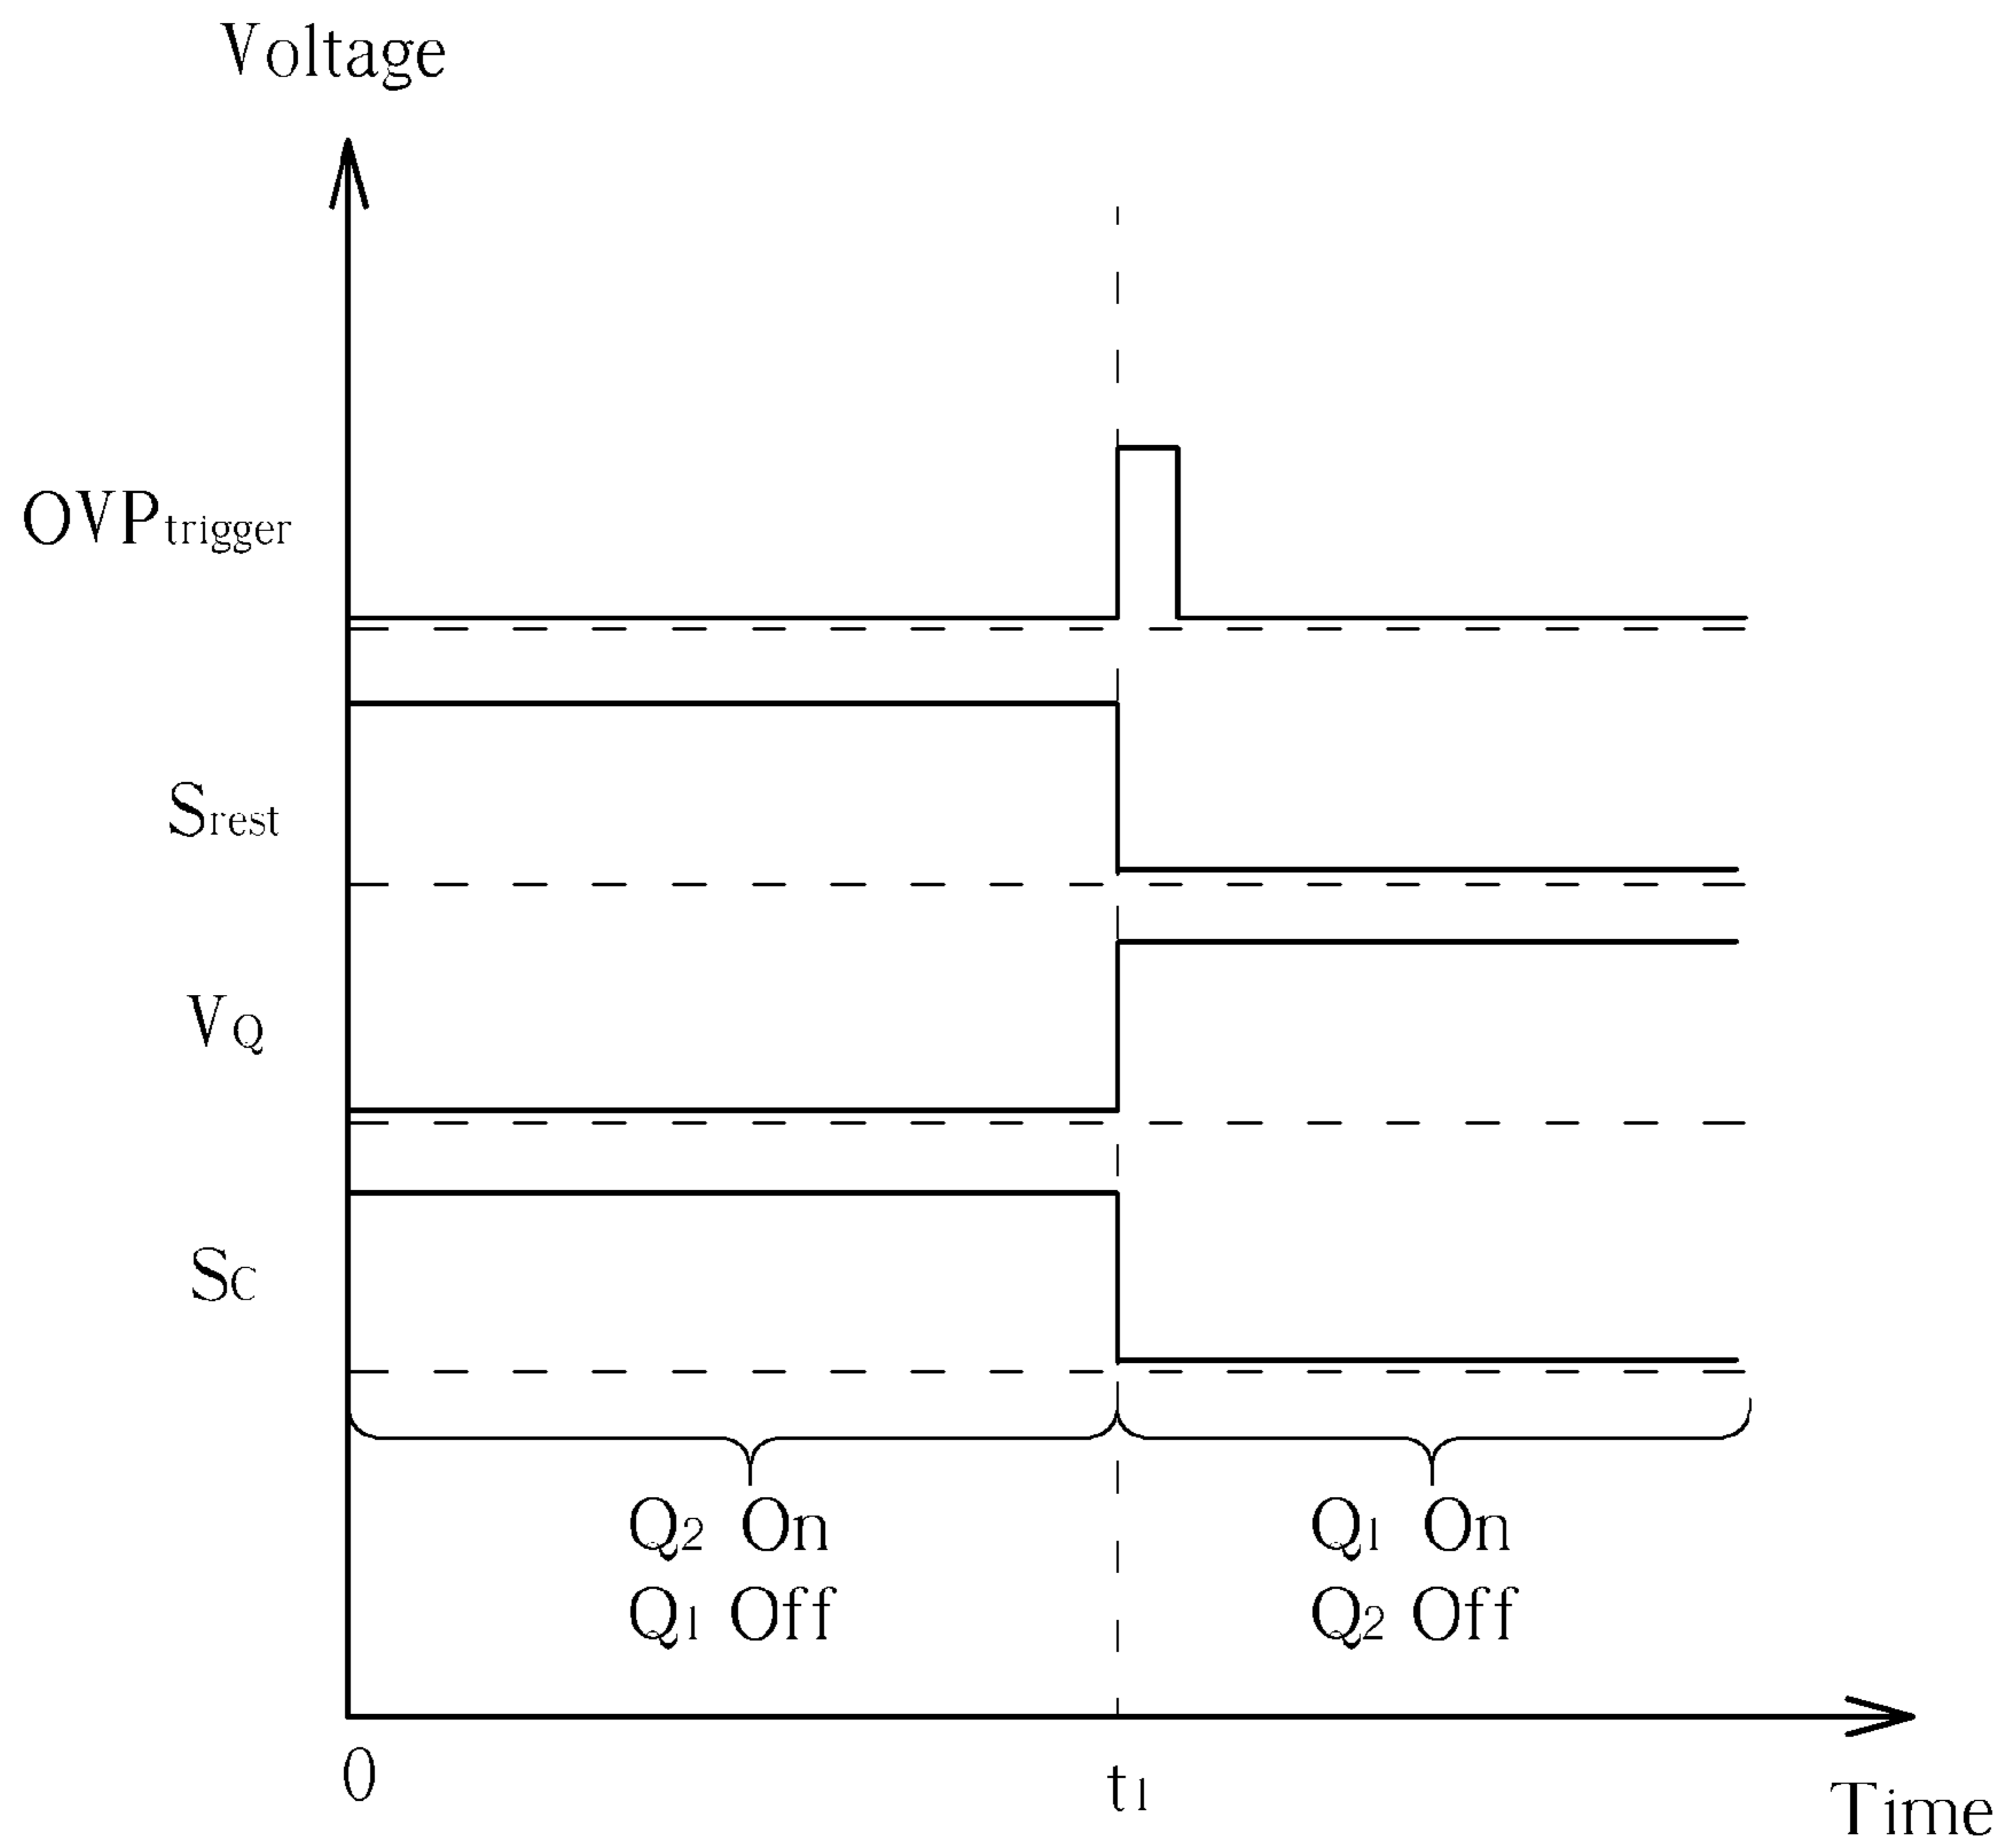 Voltage
OVPtrigger
Srest
VQ
SC
Q2 On
Q1 Off
Q1 On
Q2 Off
0
t1
Time